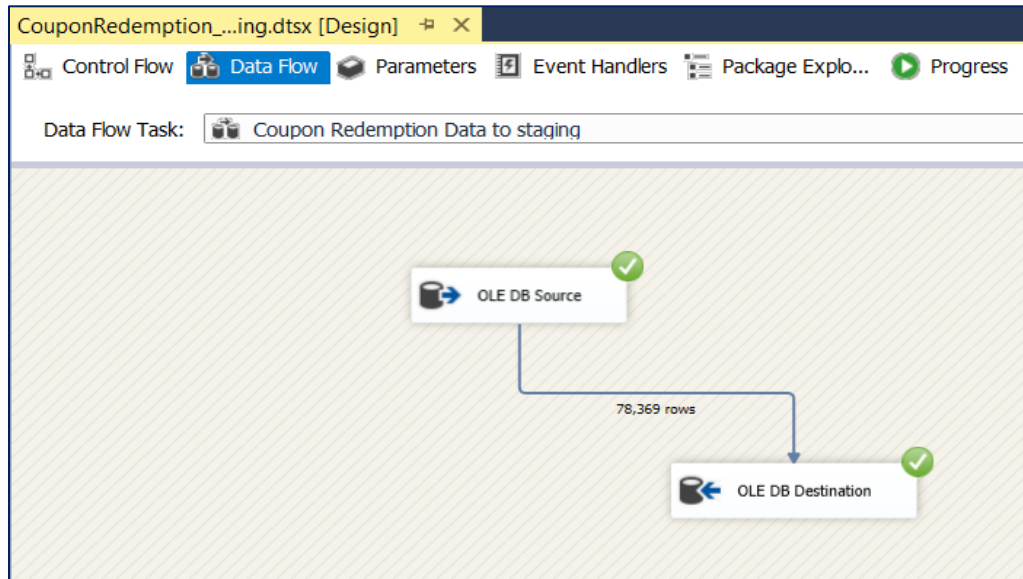 CouponRedemption_...ing.dtsx [Design]
Control Flow Data Flow Parameters Event Handlers Package Explo... Progress
Data Flow Task: Coupon Redemption Data to staging
OLE DB Source
78,369 rows
OLE DB Destination